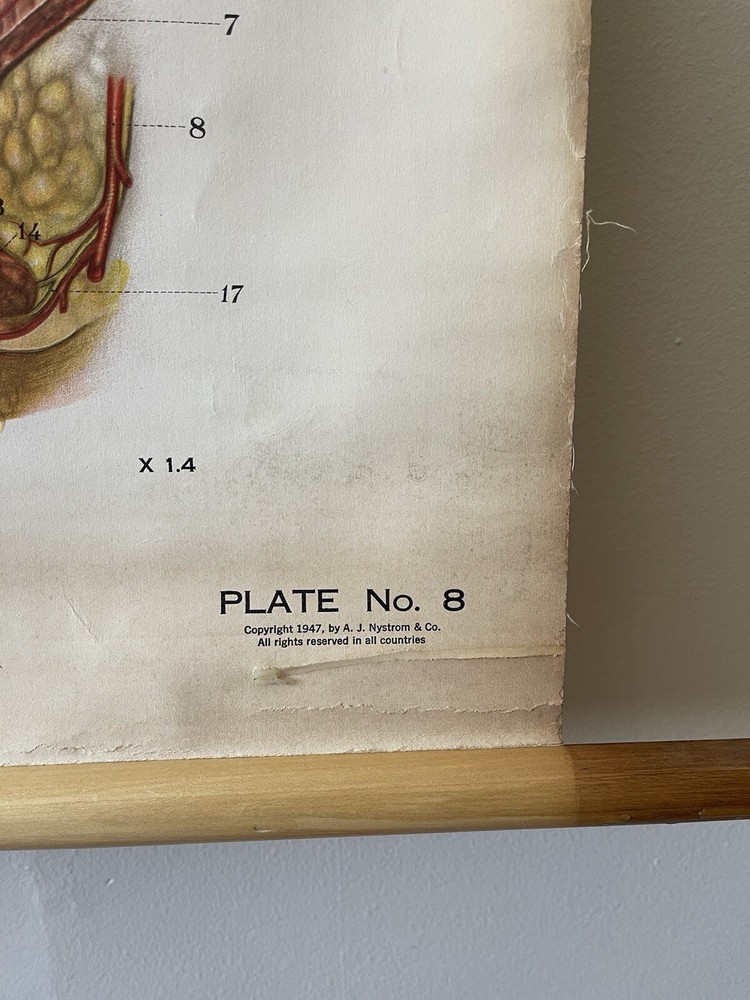 7
8
14
17
X 1.4
PLATE No. 8
Copyright 1947, by A. J. Nystrom & Co.
All rights reserved in all countries